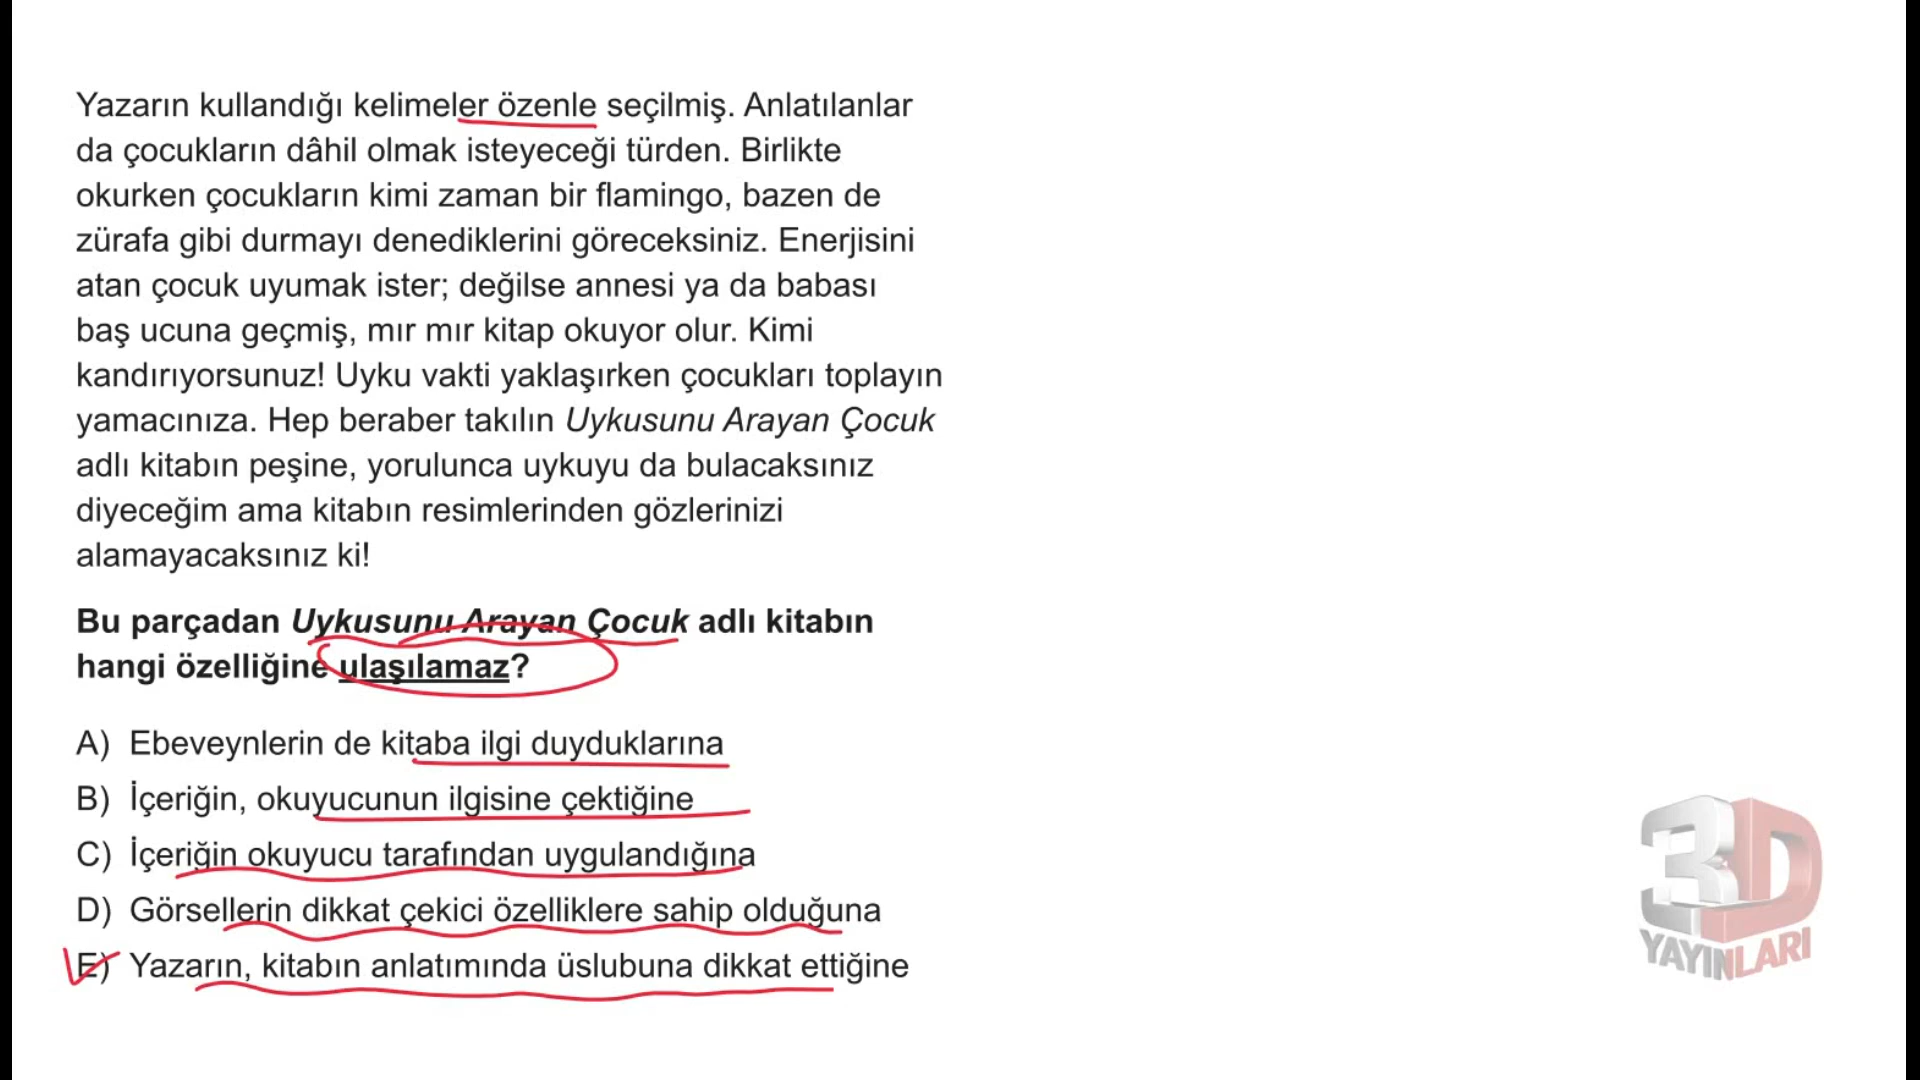 Yazarın kullandığı kelimeler özenle seçilmiş. Anlatılanlar
da çocukların dâhil olmak isteyeceği türden. Birlikte
okurken çocukların kimi zaman bir flamingo, bazen de
zürafa gibi durmayı denediklerini göreceksiniz. Enerjisini
atan çocuk uyumak ister; değilse annesi ya da babası
baş ucuna geçmiş, mır mır kitap okuyor olur. Kimi
kandırıyorsunuz! Uyku vakti yaklaşırken çocukları toplayın
yamacınıza. Hep beraber takılın Uykusunu Arayan Çocuk
adlı kitabın peşine, yorulunca uykuyu da bulacaksınız
diyeceğim ama kitabın resimlerinden gözlerinizi
alamayacaksınız ki!
Bu parçadan Uykusunu Arayan Çocuk adlı kitabın
hangi özelliğine ulaşılamaz?
A) Ebeveynlerin de kitaba ilgi duyduklarına
B) İçeriğin, okuyucunun ilgisine çektiğine
C) İçeriğin okuyucu tarafından uygulandığına
D) Görsellerin dikkat çekici özelliklere sahip olduğuna
E) Yazarın, kitabın anlatımında üslubuna dikkat ettiğine
3D
YAYINLARI